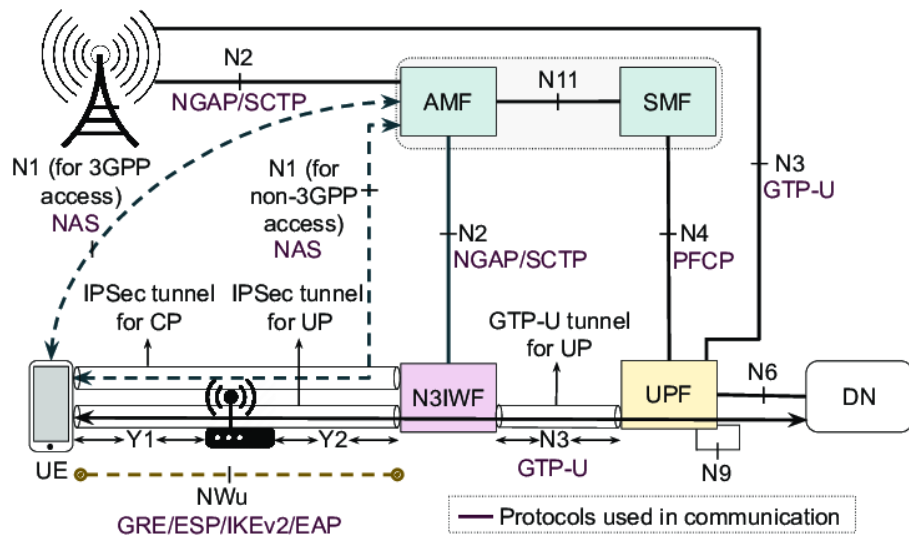 N2
NGAP/SCTP
AMF
N11
SMF
N1 (for 3GPP
access)
NAS
N1 (for
non-3GPP
access)
NAS
N3
GTP-U
N2
NGAP/SCTP
N4
PFCP
IPSec tunnel
for CP
IPSec tunnel
for UP
GTP-U tunnel
for UP
N3IWF
UPF
N6
DN
Y1
Y2
N3
GTP-U
N9
UE
NWu
GRE/ESP/IKEv2/EAP
Protocols used in communication